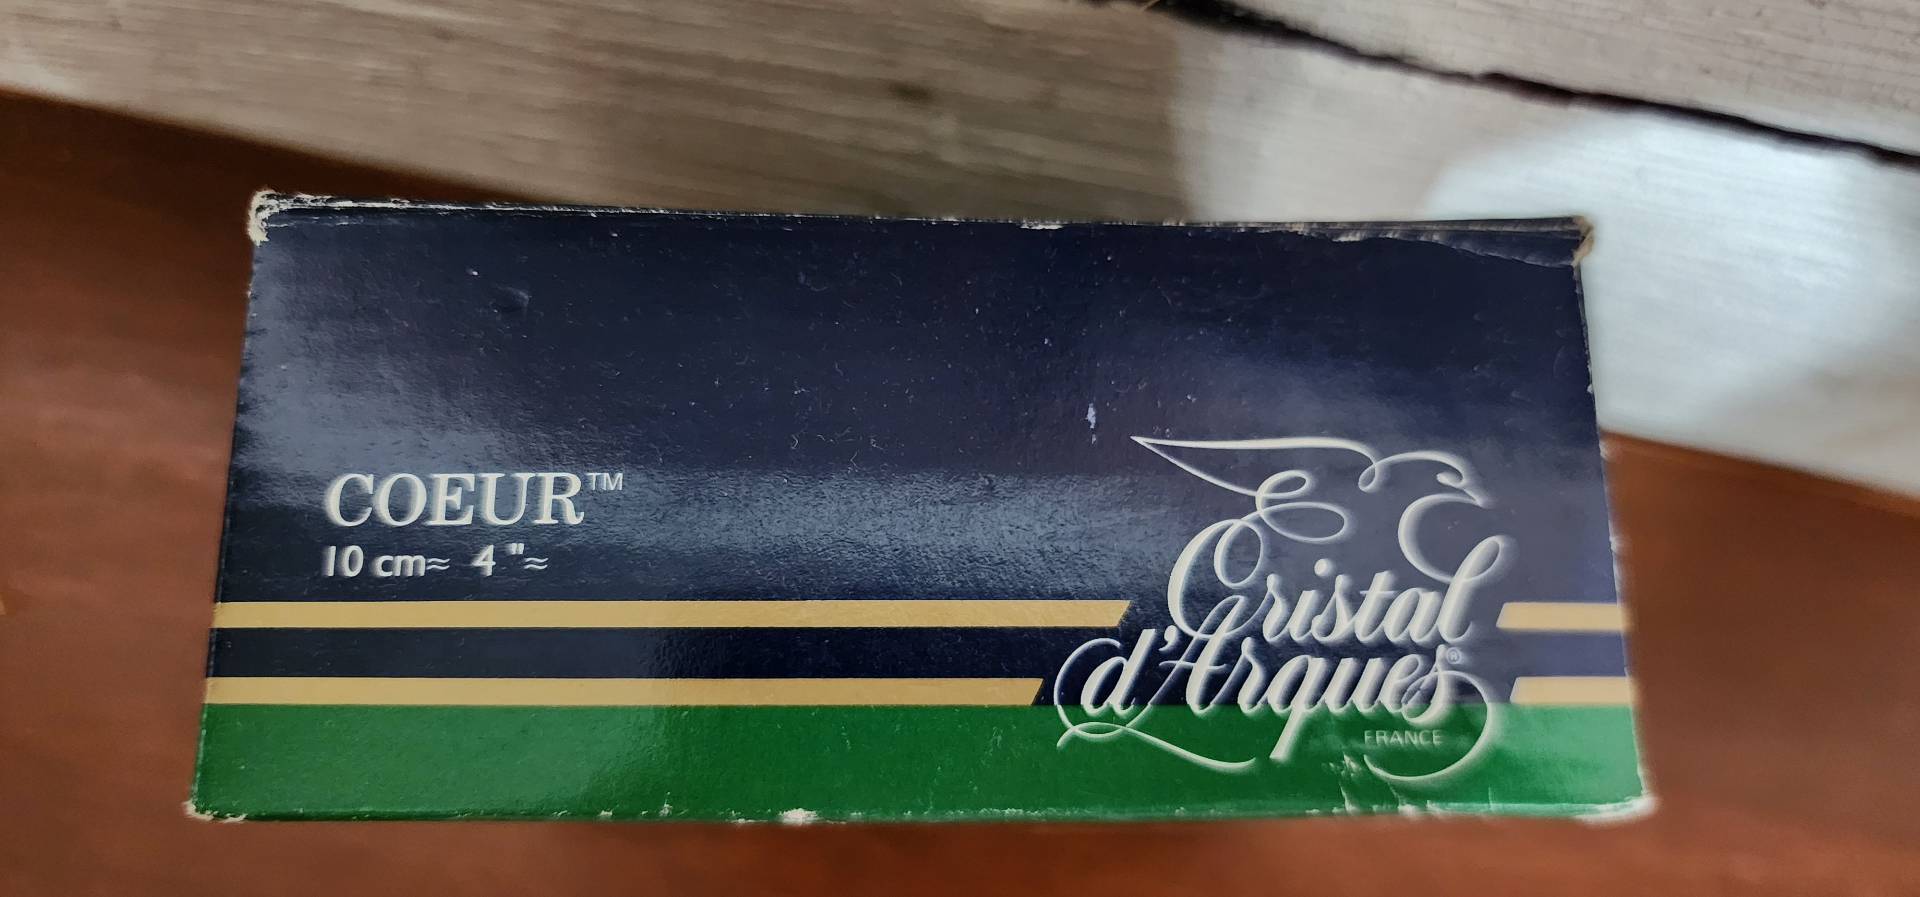 COEUR™
10 cm≈ 4"≈
Cristal
d'Arques®
FRANCE